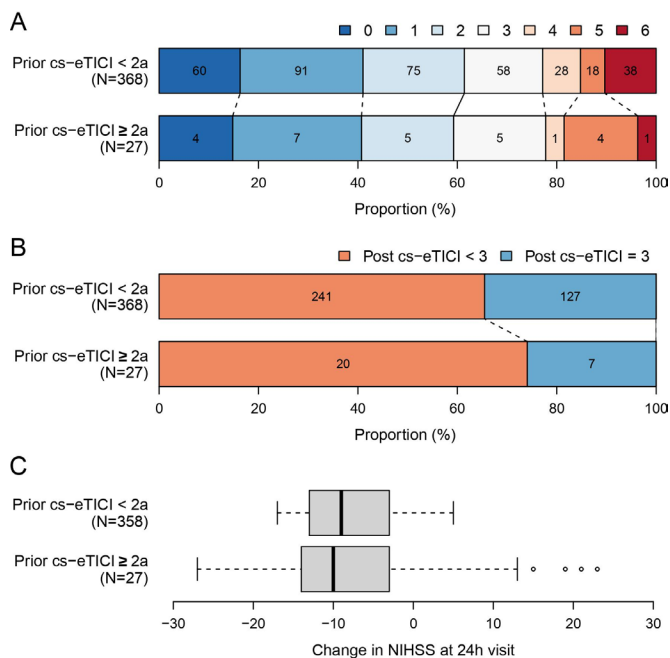 A
0 1 2 3 4 5 6
Prior cs−eTICI < 2a
(N=368)
60 91 75 58 28 18 38
Prior cs−eTICI ≥ 2a
(N=27)
4 7 5 5 1 4 1
0 20 40 60 80 100
Proportion (%)
B
Post cs−eTICI < 3 Post cs−eTICI = 3
Prior cs−eTICI < 2a
(N=368)
241 127
Prior cs−eTICI ≥ 2a
(N=27)
20 7
0 20 40 60 80 100
Proportion (%)
C
Prior cs−eTICI < 2a
(N=358)
Prior cs−eTICI ≥ 2a
(N=27)
−30 −20 −10 0 10 20 30
Change in NIHSS at 24h visit